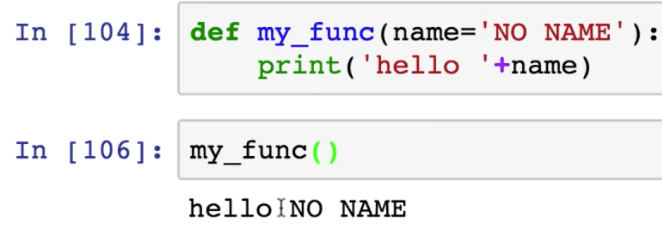 In [104]: def my_func(name='NO NAME'):
print('hello '+name)
In [106]: my_func()
hello NO NAME